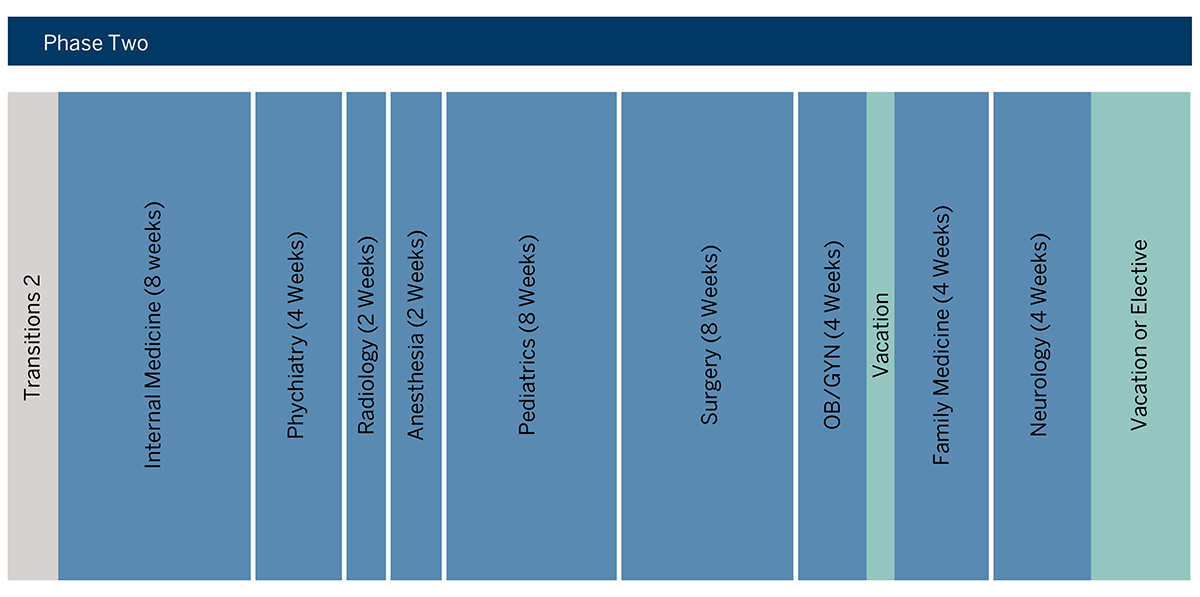 Phase Two
Transitions 2
Internal Medicine (8 weeks)
Phychiatry (4 Weeks)
Radiology (2 Weeks)
Anesthesia (2 Weeks)
Pediatrics (8 Weeks)
Surgery (8 Weeks)
OB/GYN (4 Weeks)
Vacation
Family Medicine (4 Weeks)
Neurology (4 Weeks)
Vacation or Elective